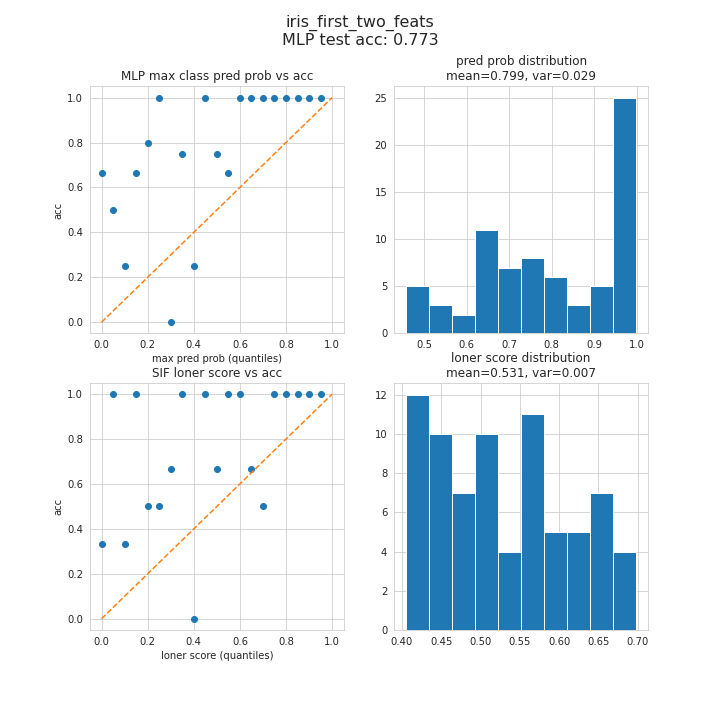 iris_first_two_feats
MLP test acc: 0.773
MLP max class pred prob vs acc
1.0
0.8
0.6
0.4
0.2
0.0
acc
0.0 0.2 0.4 0.6 0.8 1.0
max pred prob (quantiles)
pred prob distribution
mean=0.799, var=0.029
25
20
15
10
5
0
0.5 0.6 0.7 0.8 0.9 1.0
SIF loner score vs acc
1.0
0.8
0.6
0.4
0.2
0.0
acc
0.0 0.2 0.4 0.6 0.8 1.0
loner score (quantiles)
loner score distribution
mean=0.531, var=0.007
12
10
8
6
4
2
0
0.40 0.45 0.50 0.55 0.60 0.65 0.70